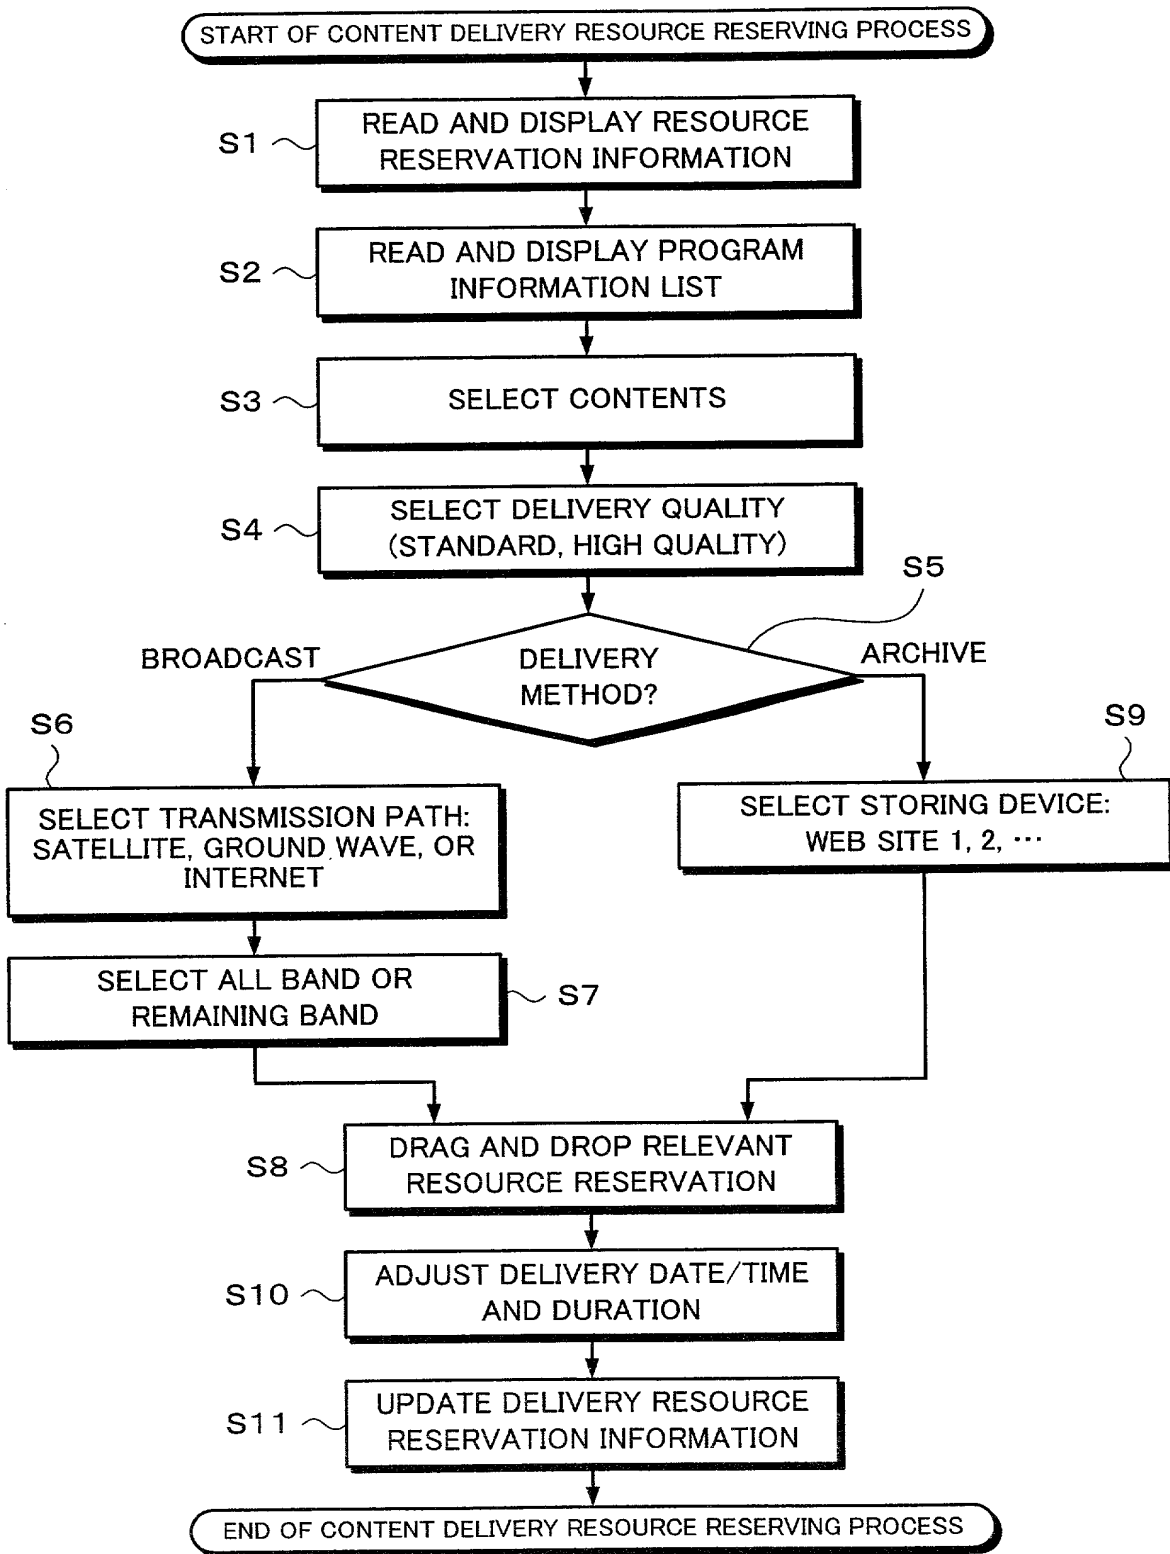 START OF CONTENT DELIVERY RESOURCE RESERVING PROCESS
S1
READ AND DISPLAY RESOURCE
RESERVATION INFORMATION
S2
READ AND DISPLAY PROGRAM
INFORMATION LIST
S3
SELECT CONTENTS
S4
SELECT DELIVERY QUALITY
(STANDARD, HIGH QUALITY)
S5
BROADCAST
DELIVERY
METHOD?
ARCHIVE
S6
SELECT TRANSMISSION PATH:
SATELLITE, GROUND WAVE, OR
INTERNET
S9
SELECT STORING DEVICE:
WEB SITE 1, 2, ···
SELECT ALL BAND OR
REMAINING BAND
S7
S8
DRAG AND DROP RELEVANT
RESOURCE RESERVATION
S10
ADJUST DELIVERY DATE/TIME
AND DURATION
S11
UPDATE DELIVERY RESOURCE
RESERVATION INFORMATION
END OF CONTENT DELIVERY RESOURCE RESERVING PROCESS